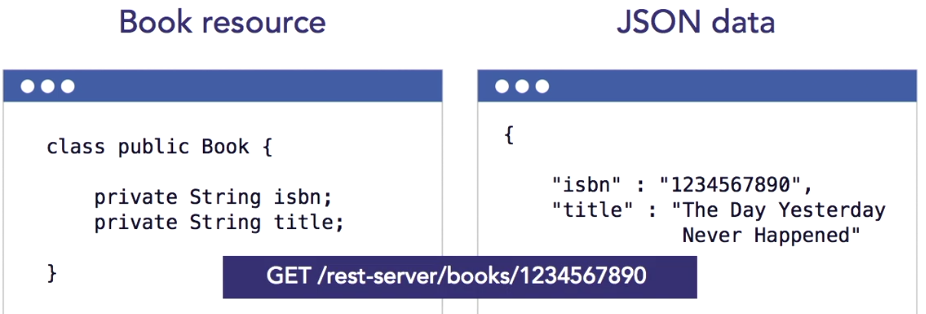 Book resource
JSON data
class public Book {
private String isbn;
private String title;
}
{
"isbn" : "1234567890",
"title" : "The Day Yesterday
Never Happened"
GET /rest-server/books/1234567890